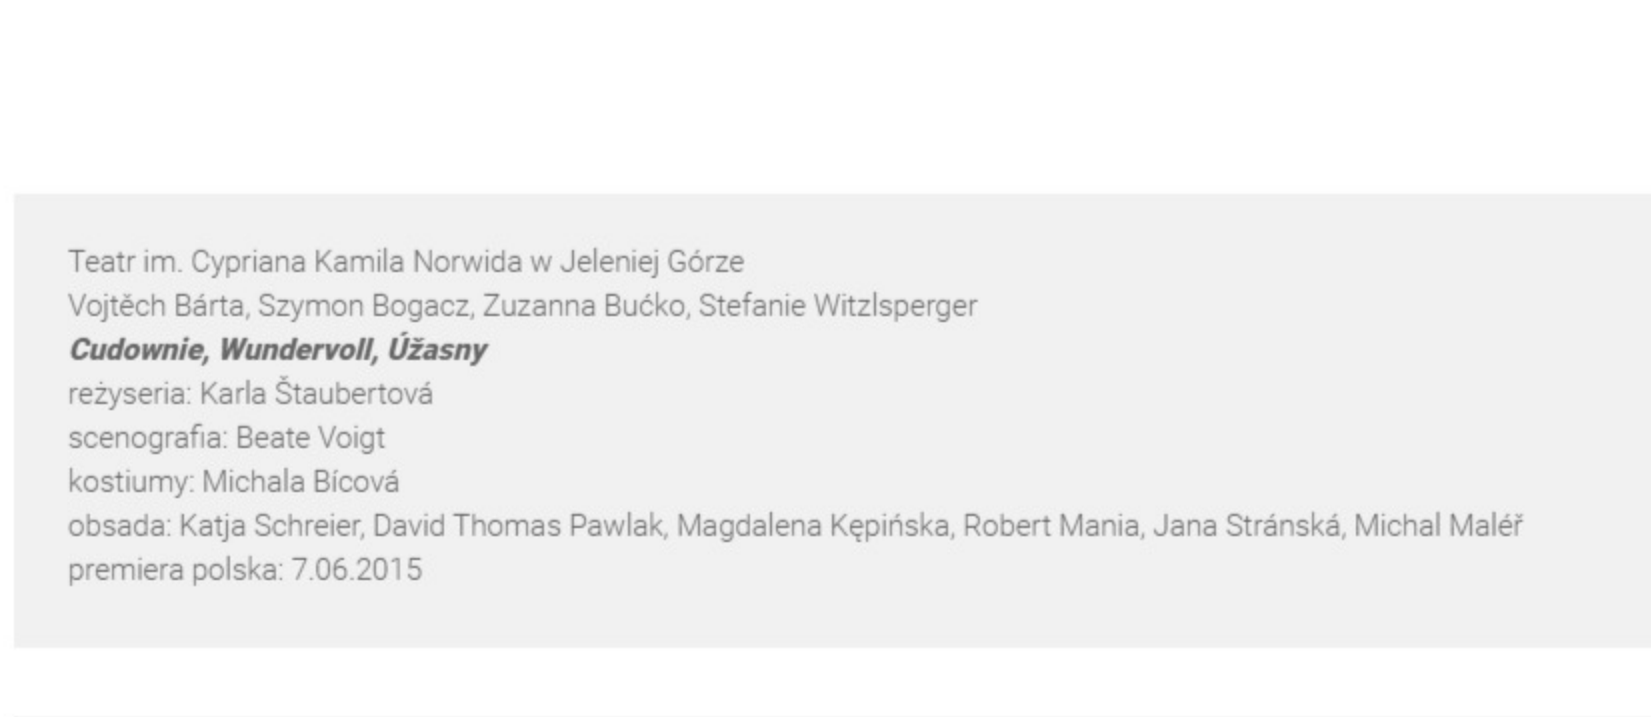 Teatr im. Cypriana Kamila Norwida w Jeleniej Górze
Vojtěch Bárta, Szymon Bogacz, Zuzanna Bućko, Stefanie Witzlsperger
Cudownie, Wundervoll, Úžasny
reżyseria: Karla Štaubertová
scenografia: Beate Voigt
kostiumy: Michala Bícová
obsada: Katja Schreier, David Thomas Pawlak, Magdalena Kępińska, Robert Mania, Jana Stránská, Michal Maléř
premiera polska: 7.06.2015